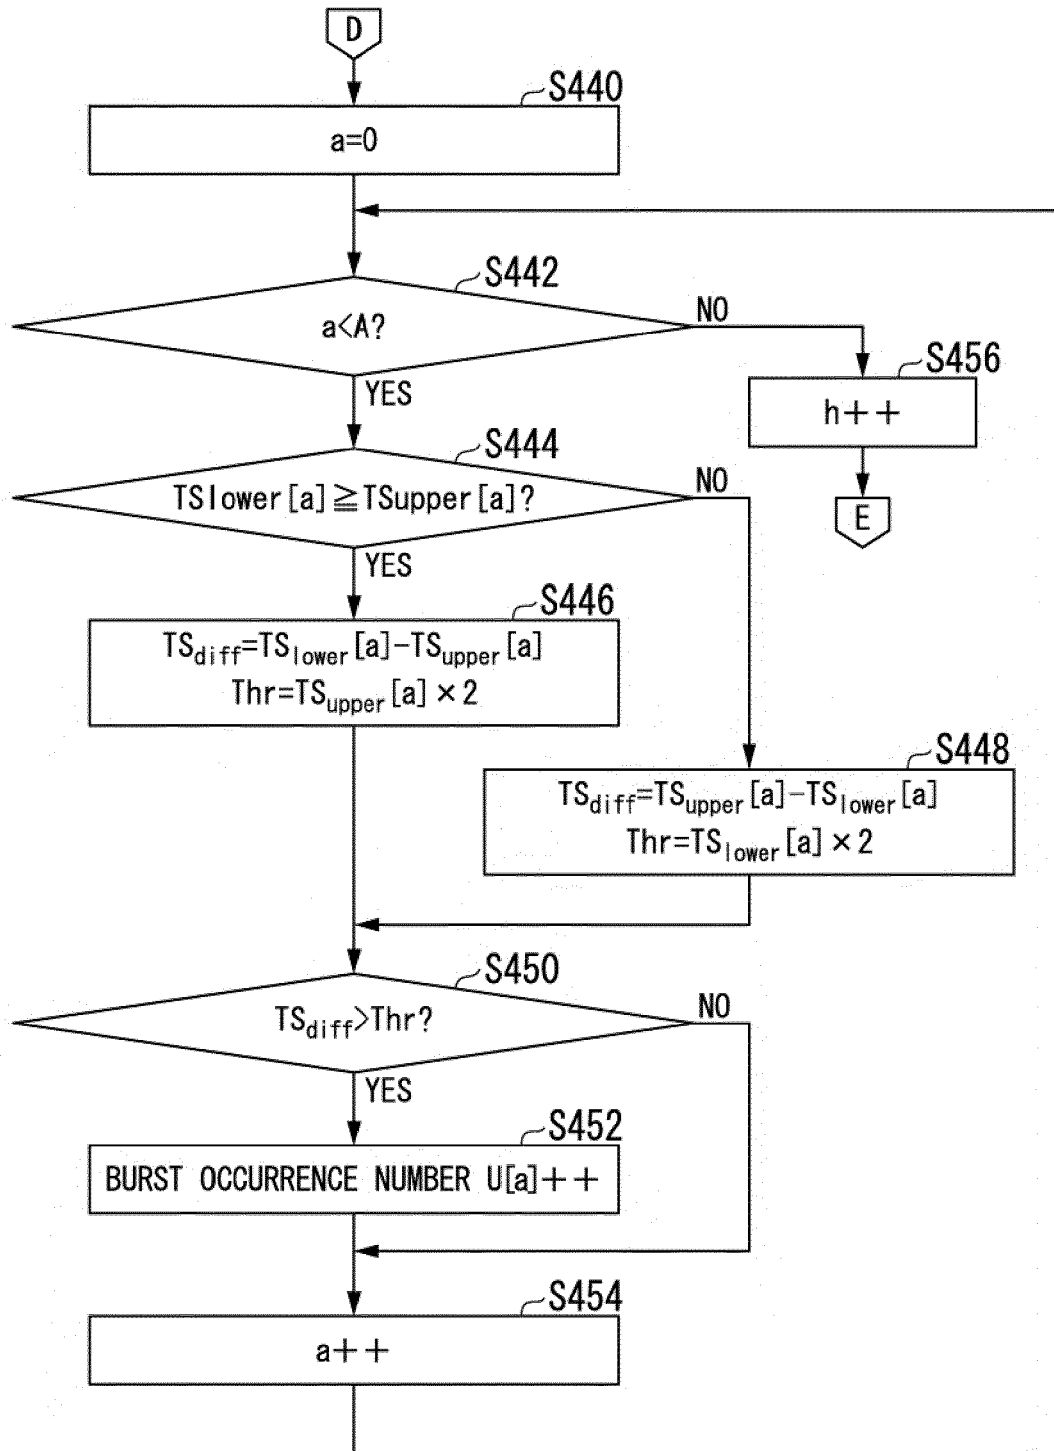 D
S440
a=0
S442
a<A?
NO
YES
S456
h++
E
S444
TSlower[a]≧TSupper[a]?
NO
YES
S446
TSdiff=TSlower[a]-TSupper[a]
Thr=TSupper[a]×2
S448
TSdiff=TSupper[a]-TSlower[a]
Thr=TSlower[a]×2
S450
TSdiff>Thr?
NO
YES
S452
BURST OCCURRENCE NUMBER U[a]++
S454
a++